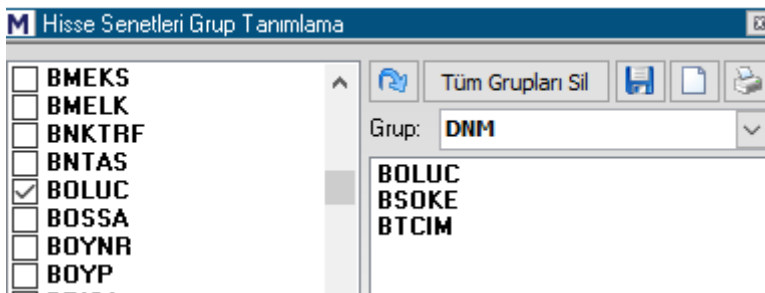 M Hisse Senetleri Grup Tanımlama
BMEKS
BMELK
BNKTRF
BNTAS
BOLUC
BOSSA
BOYNR
BOYP
Tüm Grupları Sil
Grup: DNM
BOLUC
BSOKE
BTCIM